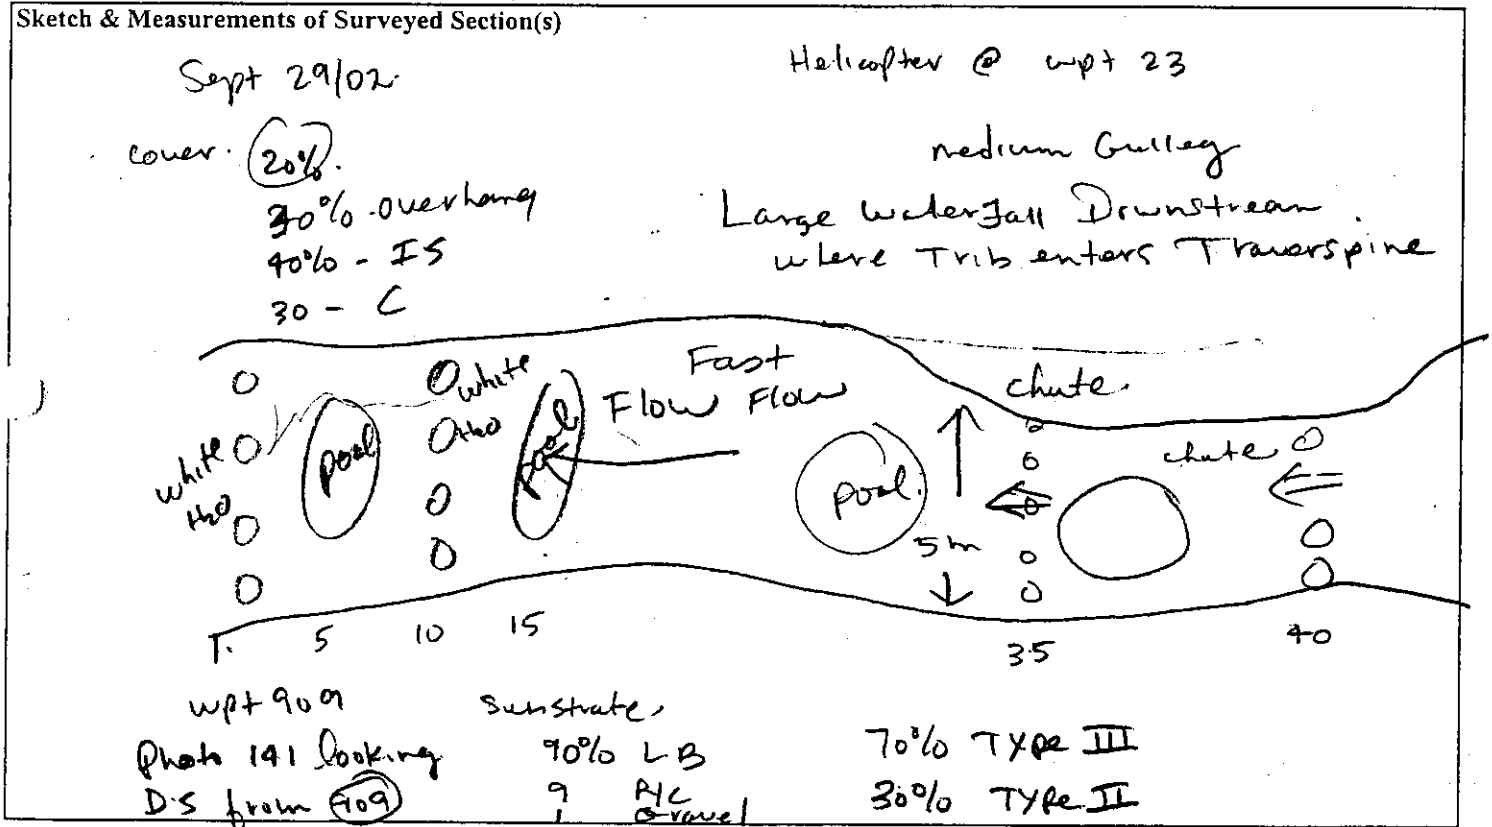 Sketch & Measurements of Surveyed Section(s)
Sept 29/02
Helicopter @ wpt 23
cover. 20%.
30% overhang
40% - IS
30 - C
medium Gulley
Large Waterfall Downstream.
where Trib enters Traverspine
white
H2O
pool
white
H2O
pool
Fast
Flow Flow
pool.
5m
chute.
chute
1. 5 10 15 35 40
wpt 909
Photo 141 looking
D.S from 909
Sunstrate.
90% LB
9 R/C
1 Gravel
70% TYPE III
30% TYPE II